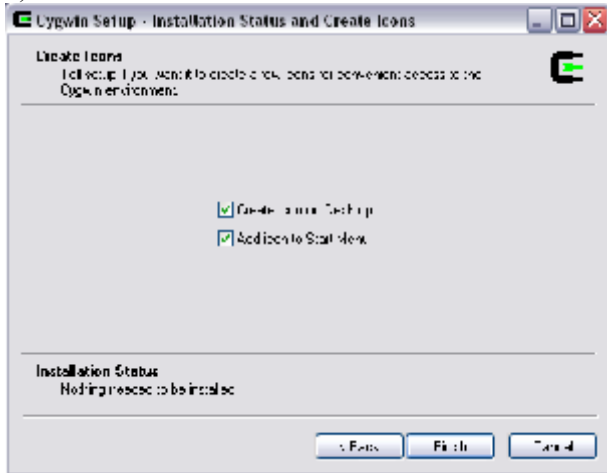 Cygwin Setup - Installation Status and Create Icons
Create Icons
Tell setup if you want it to create a few icons for convenient access to the
Cygwin environment.
Create icon on Desktop
Add icon to Start Menu
Installation Status
Nothing needed to be installed
< Back Finish Cancel